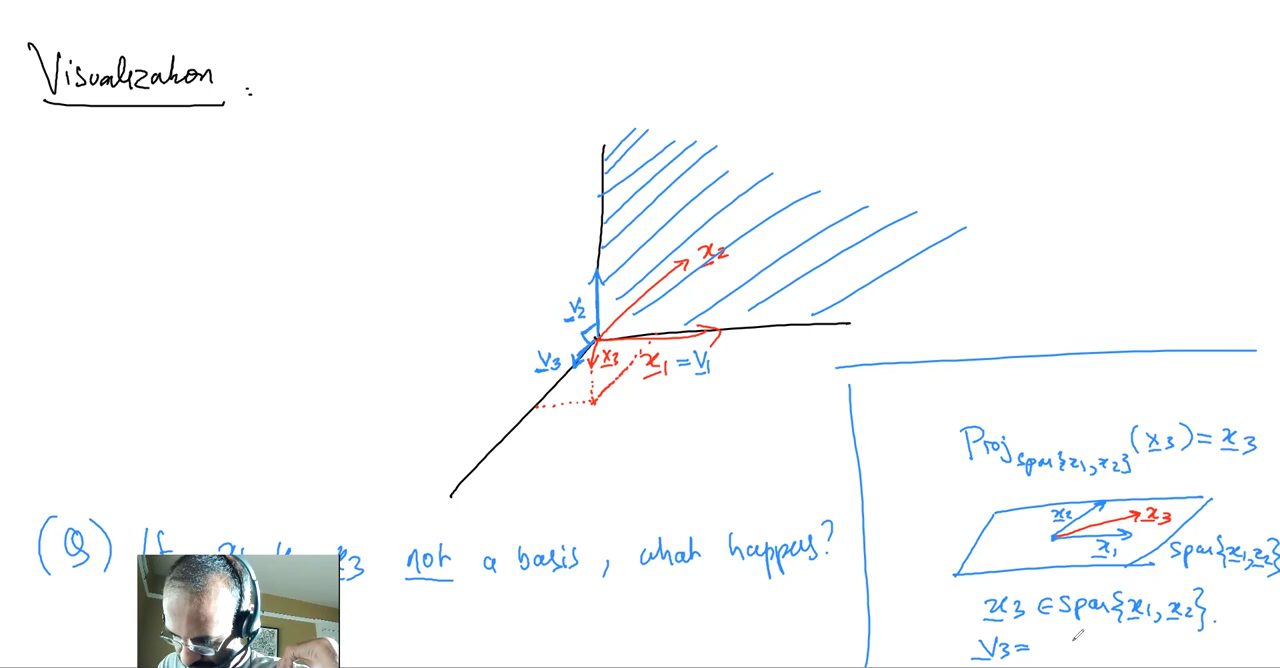 Visualization :
x2
v2
v3
x3
x1 = v1
Proj span{x1, x2} (x3) = x3
x2
x3
x1
span{x1, x2}
x3 ∈ span{x1, x2}.
v3 =
(Q) If x3 not a basis, what happens?